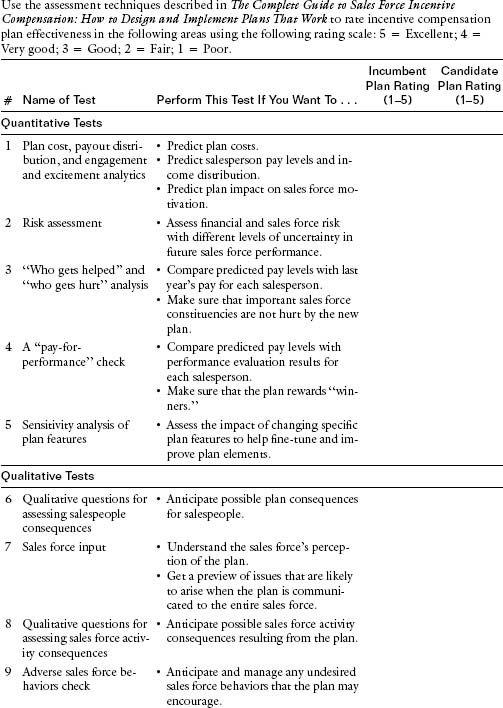 Use the assessment techniques described in The Complete Guide to Sales Force Incentive
Compensation: How to Design and Implement Plans That Work to rate incentive compensation
plan effectiveness in the following areas using the following rating scale: 5 = Excellent; 4 =
Very good; 3 = Good; 2 = Fair; 1 = Poor.
Incumbent Candidate
Plan Rating Plan Rating
# Name of Test Perform This Test If You Want To . . . (1–5) (1–5)
Quantitative Tests
1 Plan cost, payout distri- • Predict plan costs.
bution, and engagement • Predict salesperson pay levels and in-
and excitement analytics come distribution.
• Predict plan impact on sales force mo-
tivation.
2 Risk assessment • Assess financial and sales force risk
with different levels of uncertainty in
future sales force performance.
3 “Who gets helped” and • Compare predicted pay levels with last
“who gets hurt” analysis year’s pay for each salesperson.
• Make sure that important sales force
constituencies are not hurt by the new
plan.
4 A “pay-for- • Compare predicted pay levels with
performance” check performance evaluation results for
each salesperson.
• Make sure that the plan rewards “win-
ners.”
5 Sensitivity analysis of • Assess the impact of changing specific
plan features plan features to help fine-tune and im-
prove plan elements.
Qualitative Tests
6 Qualitative questions for • Anticipate possible plan consequences
assessing salespeople for salespeople.
consequences
7 Sales force input • Understand the sales force’s percep-
tion of the plan.
• Get a preview of issues that are likely
to arise when the plan is communi-
cated to the entire sales force.
8 Qualitative questions for • Anticipate possible sales force activity
assessing sales force activ- consequences resulting from the plan.
ity consequences
9 Adverse sales force be- • Anticipate and manage any undesired
haviors check sales force behaviors that the plan may
encourage.